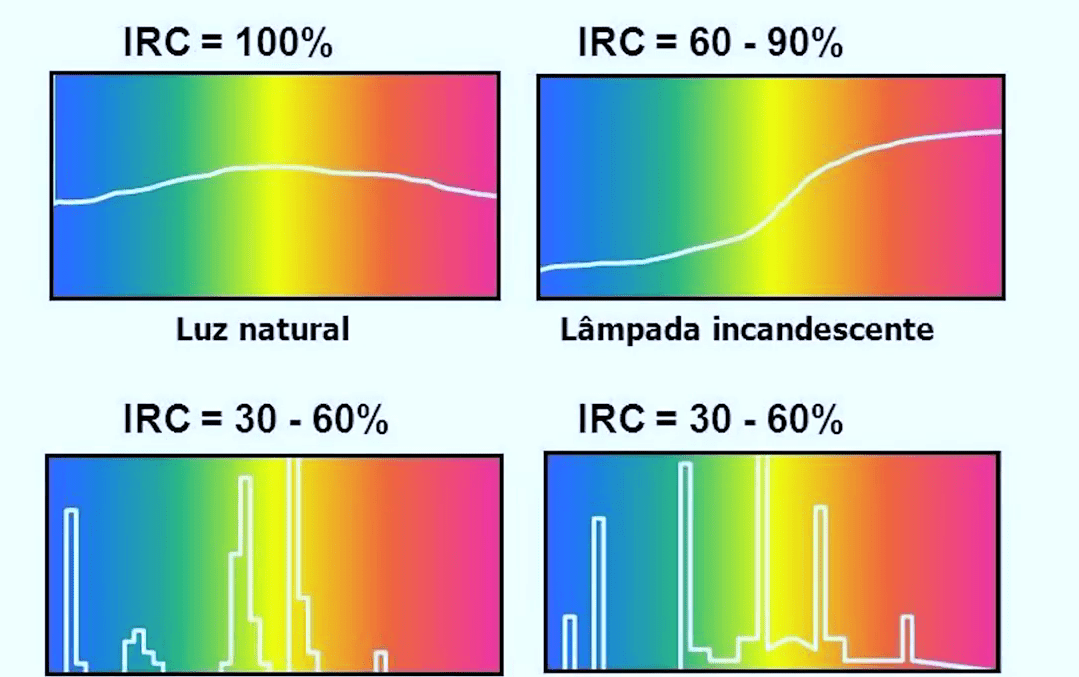 IRC = 100%
IRC = 60 - 90%
Luz natural
Lâmpada incandescente
IRC = 30 - 60%
IRC = 30 - 60%